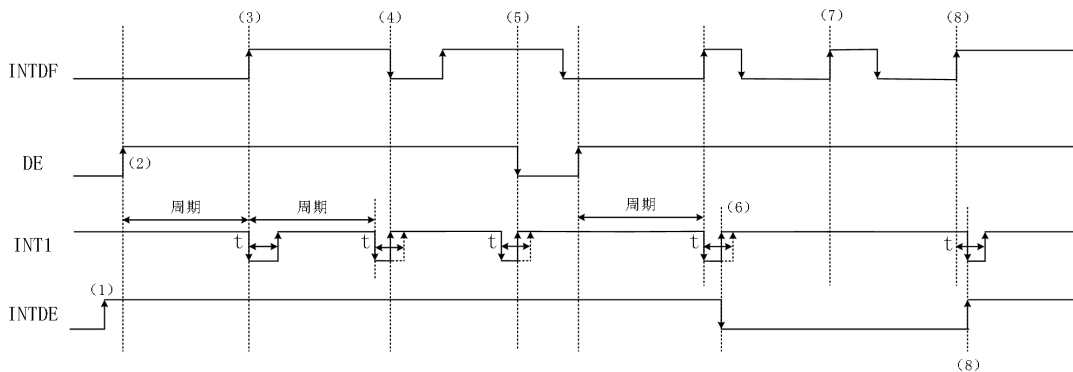 (3) (4) (5) (7) (8)
INTDF
DE (2)
周期 周期 周期 (6)
INT1 t t t t t
(1)
INTDE
(8)